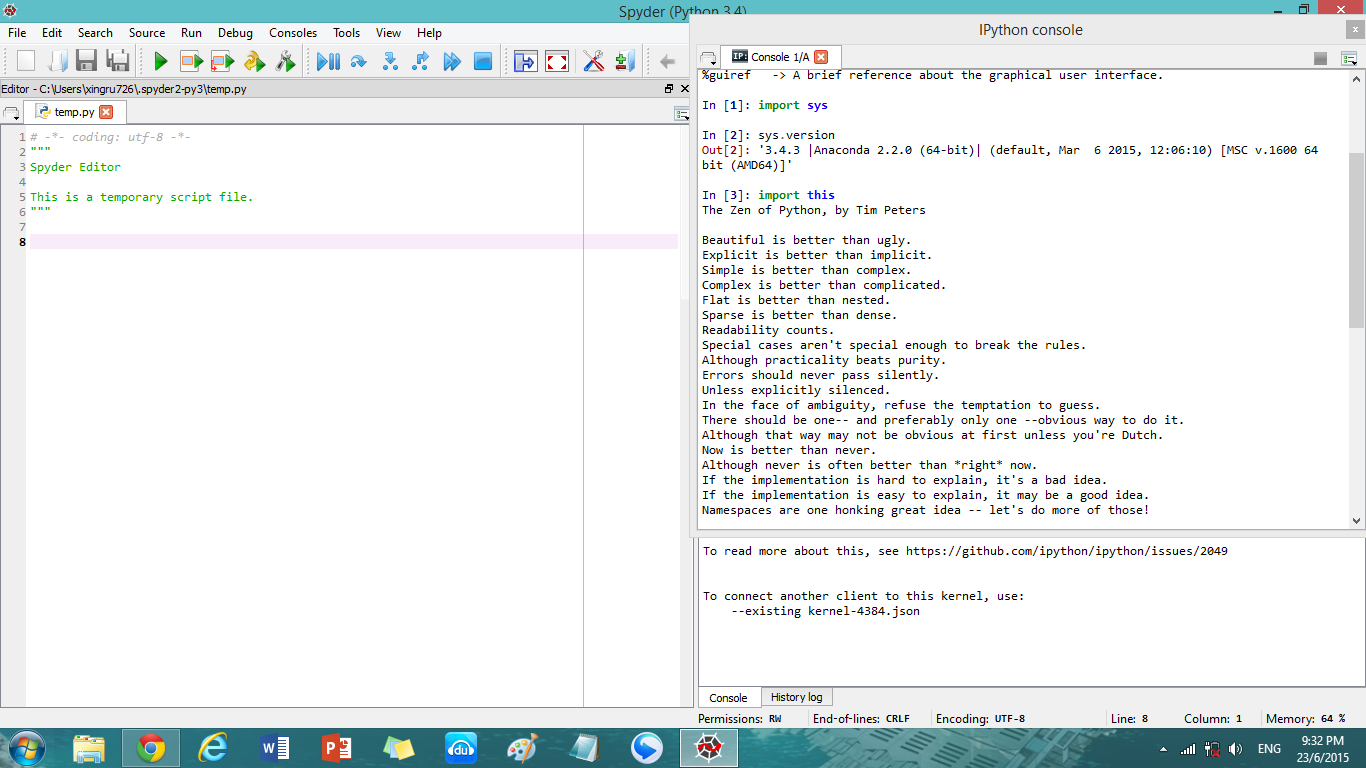 Spyder (Python 3.4)
File Edit Search Source Run Debug Consoles Tools View Help
Editor - C:\Users\xingru726\.spyder2-py3\temp.py
temp.py
1 # -*- coding: utf-8 -*-
2 """
3 Spyder Editor
4
5 This is a temporary script file.
6 """
7
8
IPython console
IP: Console 1/A
%guiref   -> A brief reference about the graphical user interface.
In [1]: import sys
In [2]: sys.version
Out[2]: '3.4.3 |Anaconda 2.2.0 (64-bit)| (default, Mar  6 2015, 12:06:10) [MSC v.1600 64
bit (AMD64)]'
In [3]: import this
The Zen of Python, by Tim Peters
Beautiful is better than ugly.
Explicit is better than implicit.
Simple is better than complex.
Complex is better than complicated.
Flat is better than nested.
Sparse is better than dense.
Readability counts.
Special cases aren't special enough to break the rules.
Although practicality beats purity.
Errors should never pass silently.
Unless explicitly silenced.
In the face of ambiguity, refuse the temptation to guess.
There should be one-- and preferably only one --obvious way to do it.
Although that way may not be obvious at first unless you're Dutch.
Now is better than never.
Although never is often better than *right* now.
If the implementation is hard to explain, it's a bad idea.
If the implementation is easy to explain, it may be a good idea.
Namespaces are one honking great idea -- let's do more of those!
To read more about this, see https://github.com/ipython/ipython/issues/2049
To connect another client to this kernel, use:
    --existing kernel-4384.json
Console History log
Permissions: RW End-of-lines: CRLF Encoding: UTF-8 Line: 8 Column: 1 Memory: 64 %
du
ENG
9:32 PM
23/6/2015